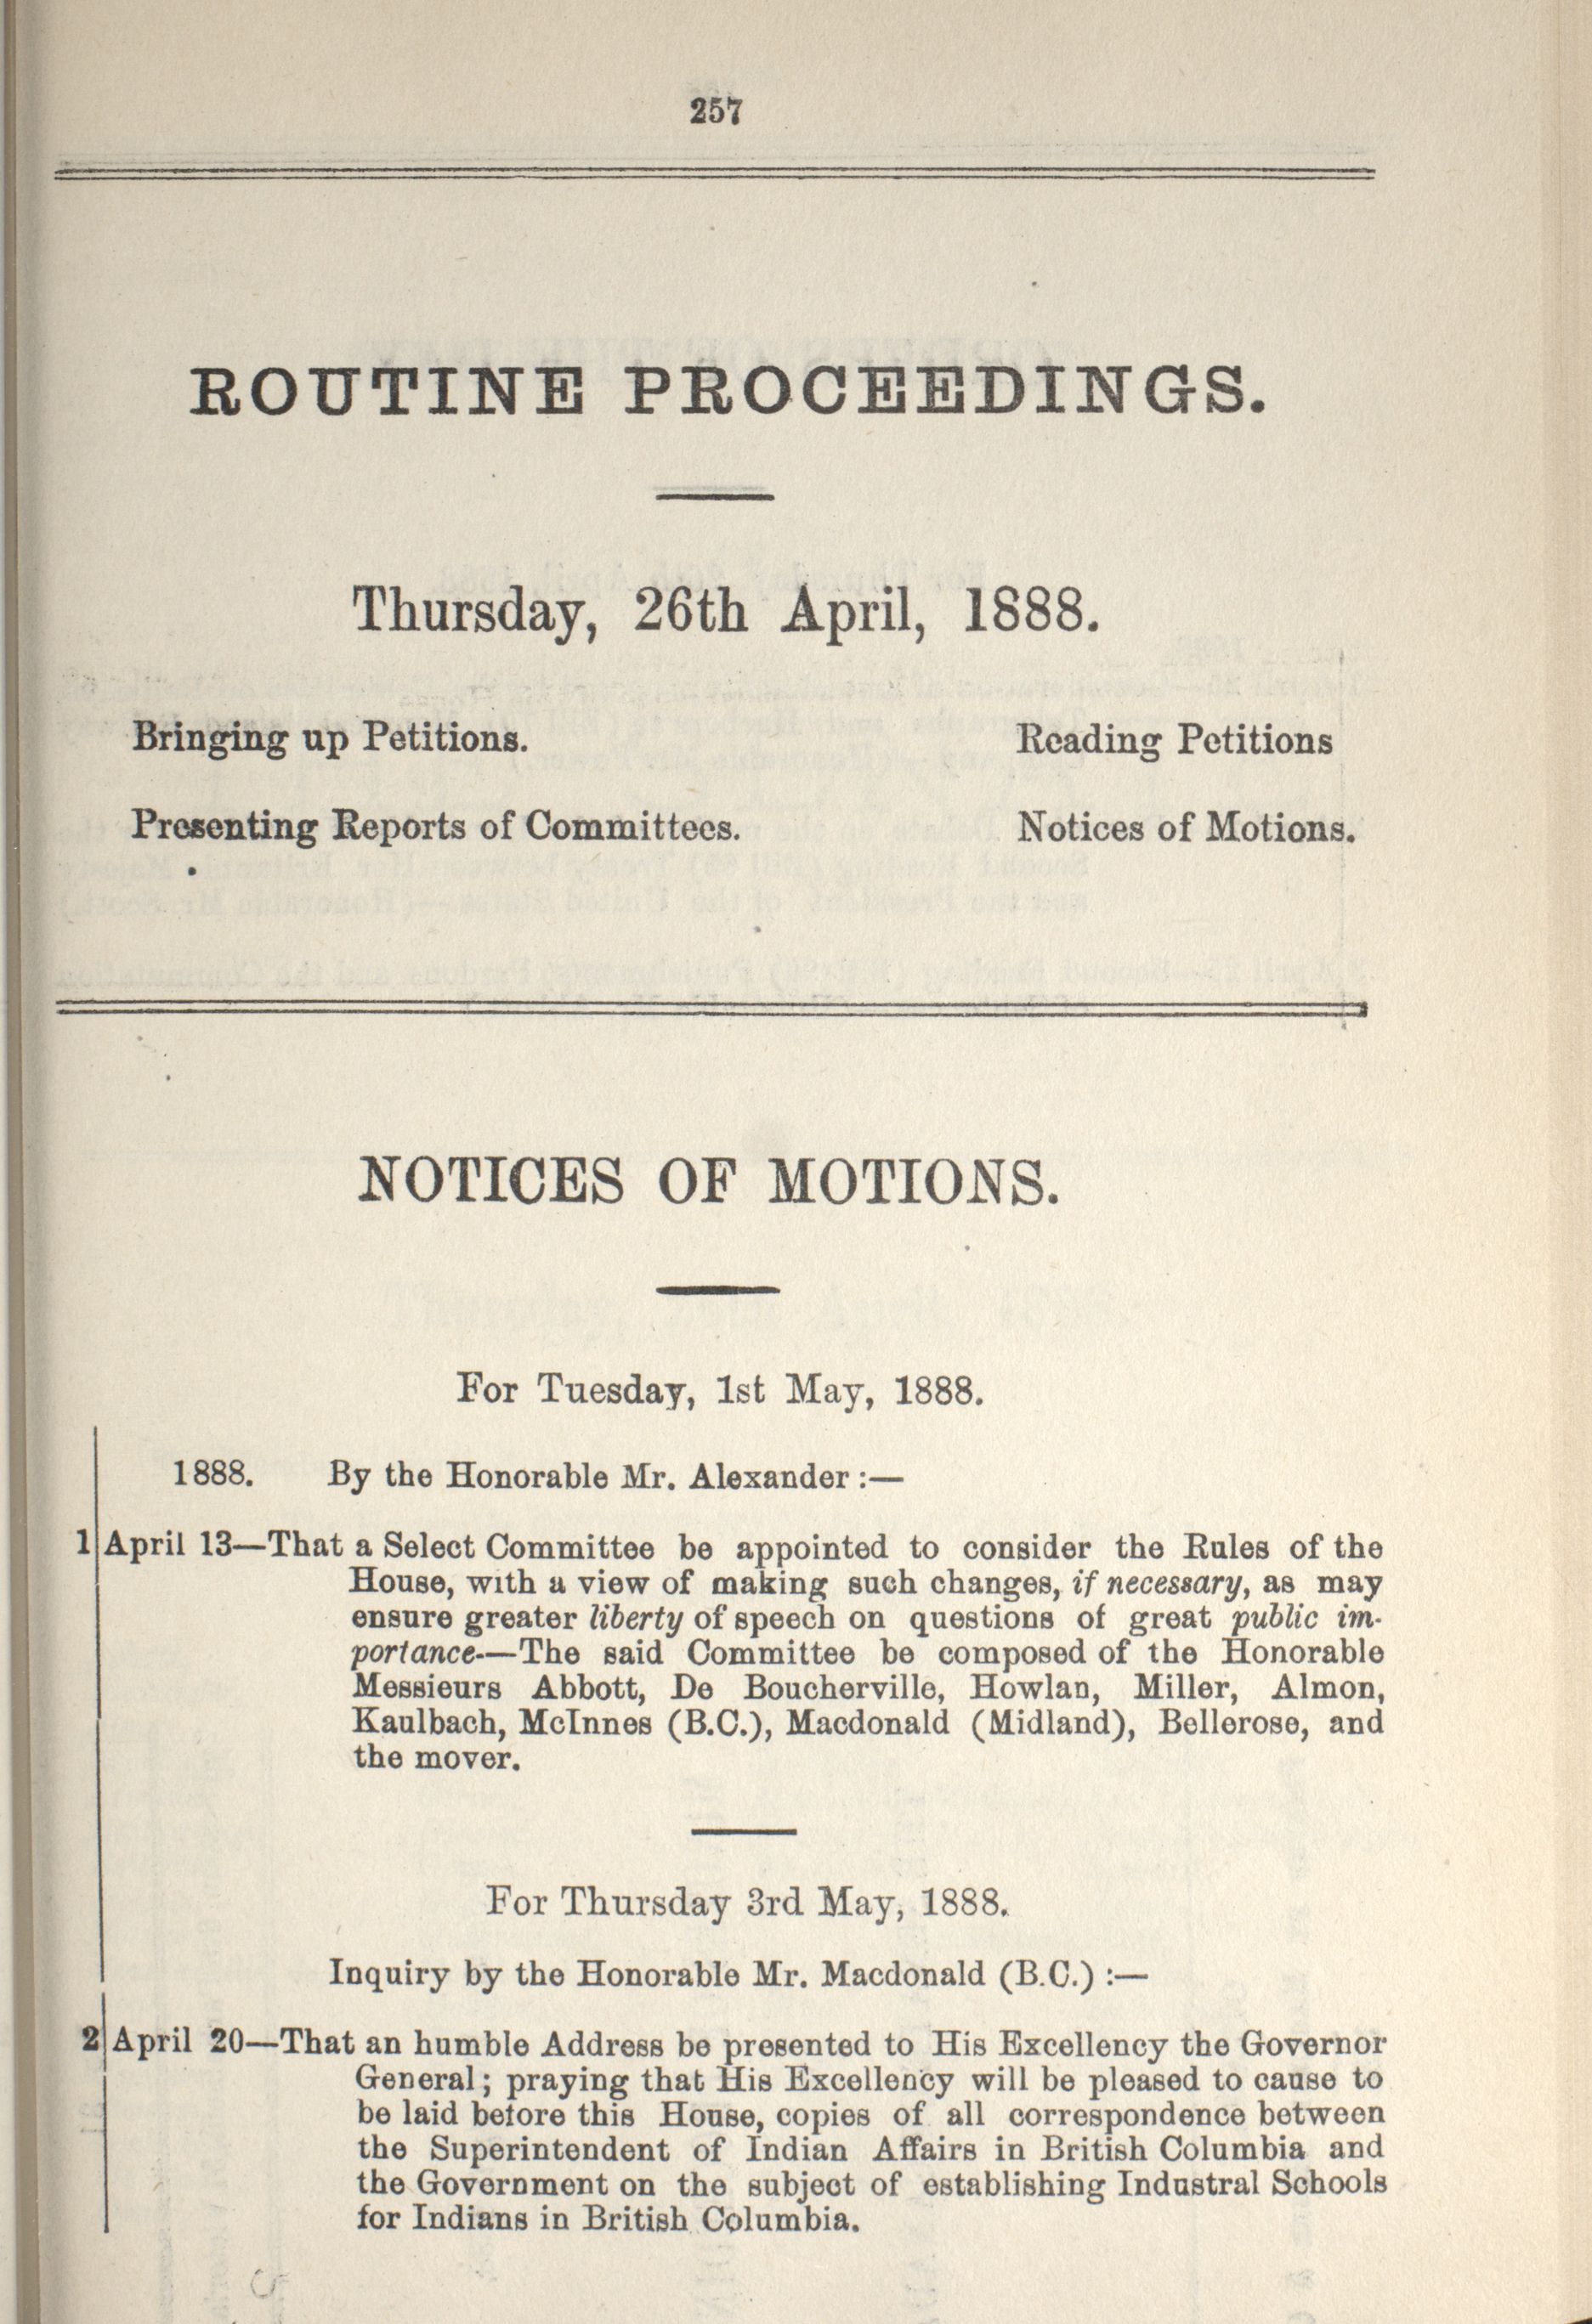 257
ROUTINE PROCEEDINGS.
Thursday, 26th April, 1888.
Bringing up Petitions. Reading Petitions
Presenting Reports of Committees. Notices of Motions.
NOTICES OF MOTIONS.
For Tuesday, 1st May, 1888.
1888. By the Honorable Mr. Alexander :—
1 April 13—That a Select Committee be appointed to consider the Rules of the
House, with a view of making such changes, if necessary, as may
ensure greater liberty of speech on questions of great public im-
portance-—The said Committee be composed of the Honorable
Messieurs Abbott, De Boucherville, Howlan, Miller, Almon,
Kaulbach, McInnes (B.C.), Macdonald (Midland), Bellerose, and
the mover.
For Thursday 3rd May, 1888.
Inquiry by the Honorable Mr. Macdonald (B.C.) :—
2 April 20—That an humble Address be presented to His Excellency the Governor
General; praying that His Excellency will be pleased to cause to
be laid before this House, copies of all correspondence between
the Superintendent of Indian Affairs in British Columbia and
the Government on the subject of establishing Industral Schools
for Indians in British Columbia.